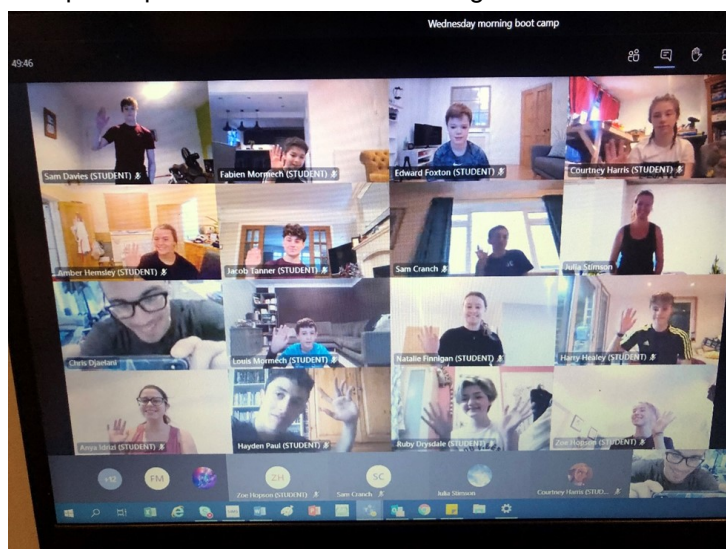 Wednesday morning boot camp
49:46
Sam Davies (STUDENT)
Fabien Mormech (STUDENT)
Edward Foxton (STUDENT)
Courtney Harris (STUDENT)
Amber Hemsley (STUDENT)
Jacob Tanner (STUDENT)
Sam Cranch (STUDENT)
Julia Stimson
Chris Djaelani
Louis Mormech (STUDENT)
Natalie Finnigan (STUDENT)
Harry Healey (STUDENT)
Anya Idrizi (STUDENT)
Hayden Paul (STUDENT)
Ruby Drysdale (STUDENT)
Zoe Hopson (STUDENT)
+12
FM
ZH
SC
Zoe Hopson (STUDENT)
Sam Cranch (STUDENT)
Julia Stimson
Courtney Harris (STUD...